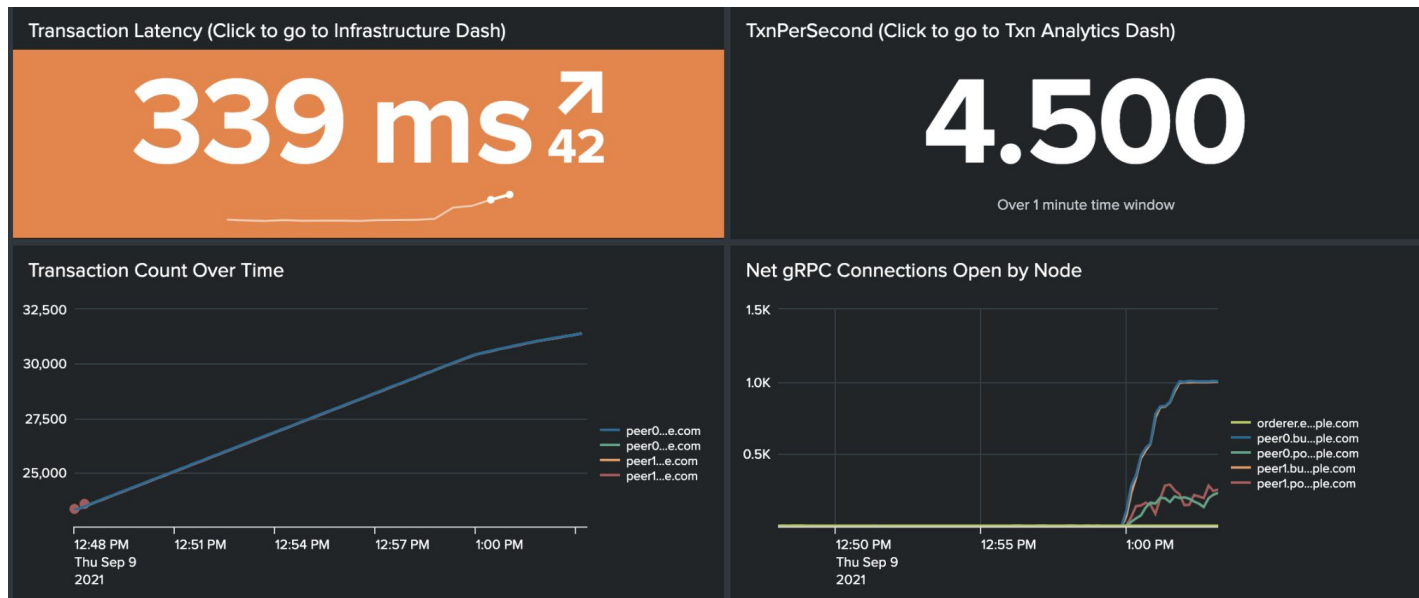 Transaction Latency (Click to go to Infrastructure Dash)
339 ms
42
TxnPerSecond (Click to go to Txn Analytics Dash)
4.500
Over 1 minute time window
Transaction Count Over Time
32,500
30,000
27,500
25,000
12:48 PM
Thu Sep 9
2021
12:51 PM
12:54 PM
12:57 PM
1:00 PM
peer0...e.com
peer0...e.com
peer1...e.com
peer1...e.com
Net gRPC Connections Open by Node
1.5K
1.0K
0.5K
12:50 PM
Thu Sep 9
2021
12:55 PM
1:00 PM
orderer.e...ple.com
peer0.bu...ple.com
peer0.po...ple.com
peer1.bu...ple.com
peer1.po...ple.com